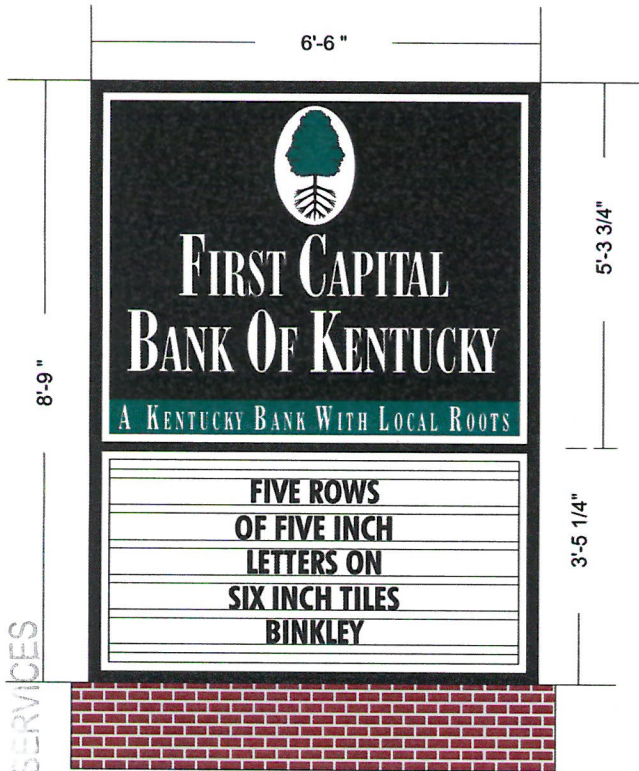 6'-6 "
8'-9 "
5'-3 3/4"
FIRST CAPITAL
BANK OF KENTUCKY
A KENTUCKY BANK WITH LOCAL ROOTS
3'-5 1/4"
FIVE ROWS
OF FIVE INCH
LETTERS ON
SIX INCH TILES
BINKLEY
SERVICES